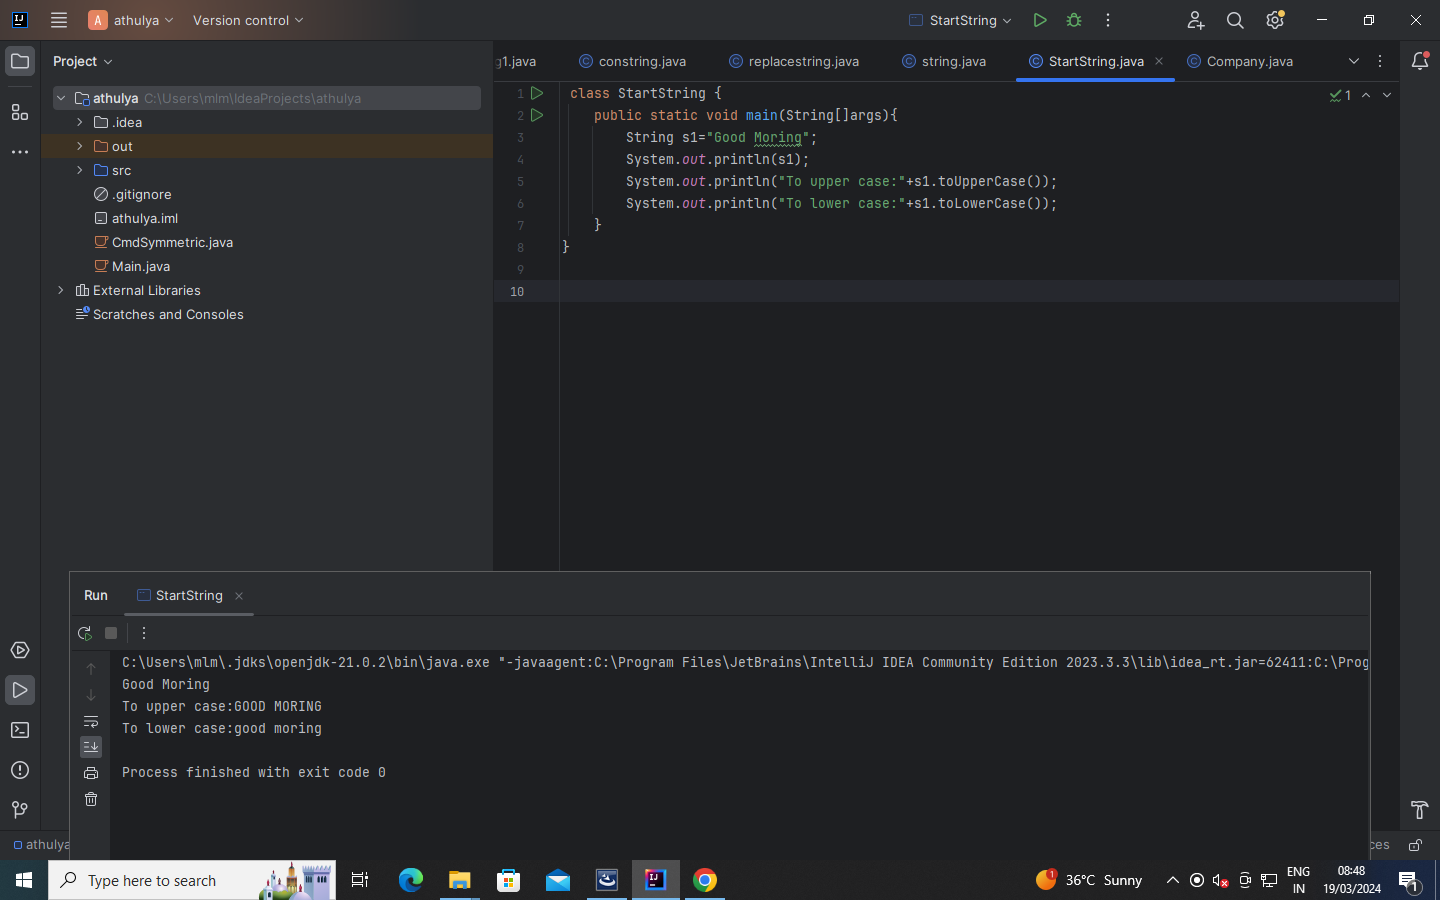 A athulya Version control StartString
Project
g1.java constring.java replacestring.java string.java StartString.java Company.java
athulya C:\Users\mlm\IdeaProjects\athulya
.idea
out
src
.gitignore
athulya.iml
CmdSymmetric.java
Main.java
External Libraries
Scratches and Consoles
1 class StartString {
2 public static void main(String[]args){
3 String s1="Good Moring";
4 System.out.println(s1);
5 System.out.println("To upper case:"+s1.toUpperCase());
6 System.out.println("To lower case:"+s1.toLowerCase());
7 }
8 }
9
10
1
Run StartString
C:\Users\mlm\.jdks\openjdk-21.0.2\bin\java.exe "-javaagent:C:\Program Files\JetBrains\IntelliJ IDEA Community Edition 2023.3.3\lib\idea_rt.jar=62411:C:\Prog
Good Moring
To upper case:GOOD MORING
To lower case:good moring
Process finished with exit code 0
athulya ces
Type here to search
1 36°C Sunny
ENG
IN
08:48
19/03/2024
1